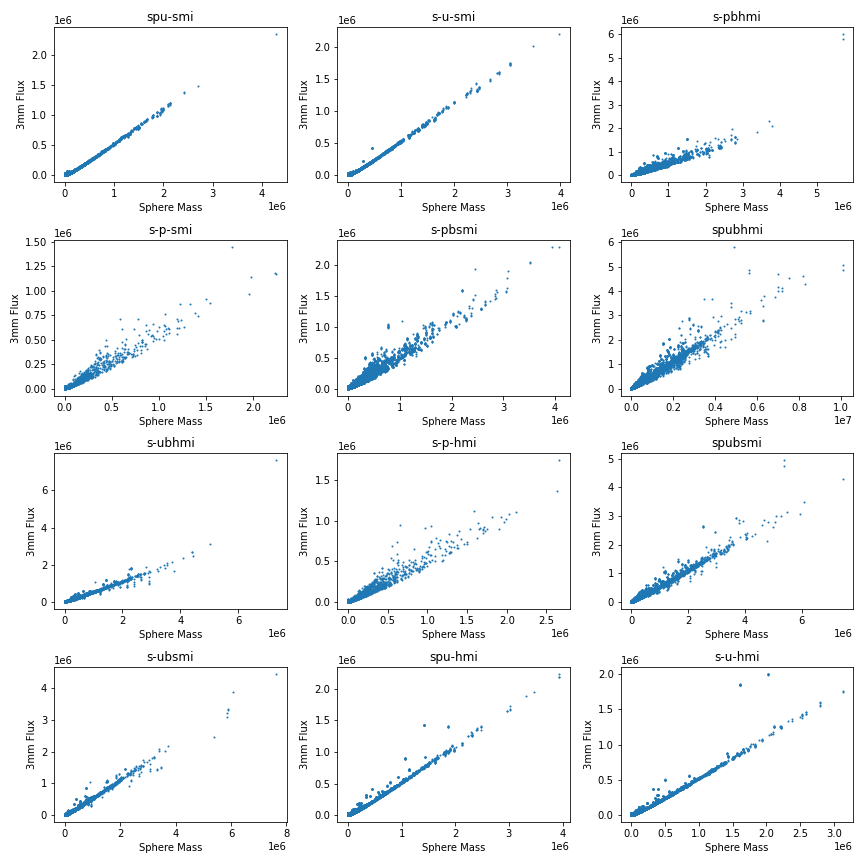 spu-smi
1e6
3mm Flux
2.0
1.5
1.0
0.5
0.0
0 1 2 3 4
Sphere Mass
1e6
s-u-smi
1e6
3mm Flux
2.0
1.5
1.0
0.5
0.0
0 1 2 3 4
Sphere Mass
1e6
s-pbhmi
1e6
3mm Flux
6
5
4
3
2
1
0
0 1 2 3 4 5
Sphere Mass
1e6
s-p-smi
1e6
3mm Flux
1.50
1.25
1.00
0.75
0.50
0.25
0.00
0.0 0.5 1.0 1.5 2.0
Sphere Mass
1e6
s-pbsmi
1e6
3mm Flux
2.0
1.5
1.0
0.5
0.0
0 1 2 3 4
Sphere Mass
1e6
spubhmi
1e6
3mm Flux
6
5
4
3
2
1
0
0.0 0.2 0.4 0.6 0.8 1.0
Sphere Mass
1e7
s-ubhmi
1e6
3mm Flux
6
4
2
0
0 2 4 6
Sphere Mass
1e6
s-p-hmi
1e6
3mm Flux
1.5
1.0
0.5
0.0
0.0 0.5 1.0 1.5 2.0 2.5
Sphere Mass
1e6
spubsmi
1e6
3mm Flux
5
4
3
2
1
0
0 2 4 6
Sphere Mass
1e6
s-ubsmi
1e6
3mm Flux
4
3
2
1
0
0 2 4 6 8
Sphere Mass
1e6
spu-hmi
1e6
3mm Flux
2.0
1.5
1.0
0.5
0.0
0 1 2 3 4
Sphere Mass
1e6
s-u-hmi
1e6
3mm Flux
2.0
1.5
1.0
0.5
0.0
0.0 0.5 1.0 1.5 2.0 2.5 3.0
Sphere Mass
1e6